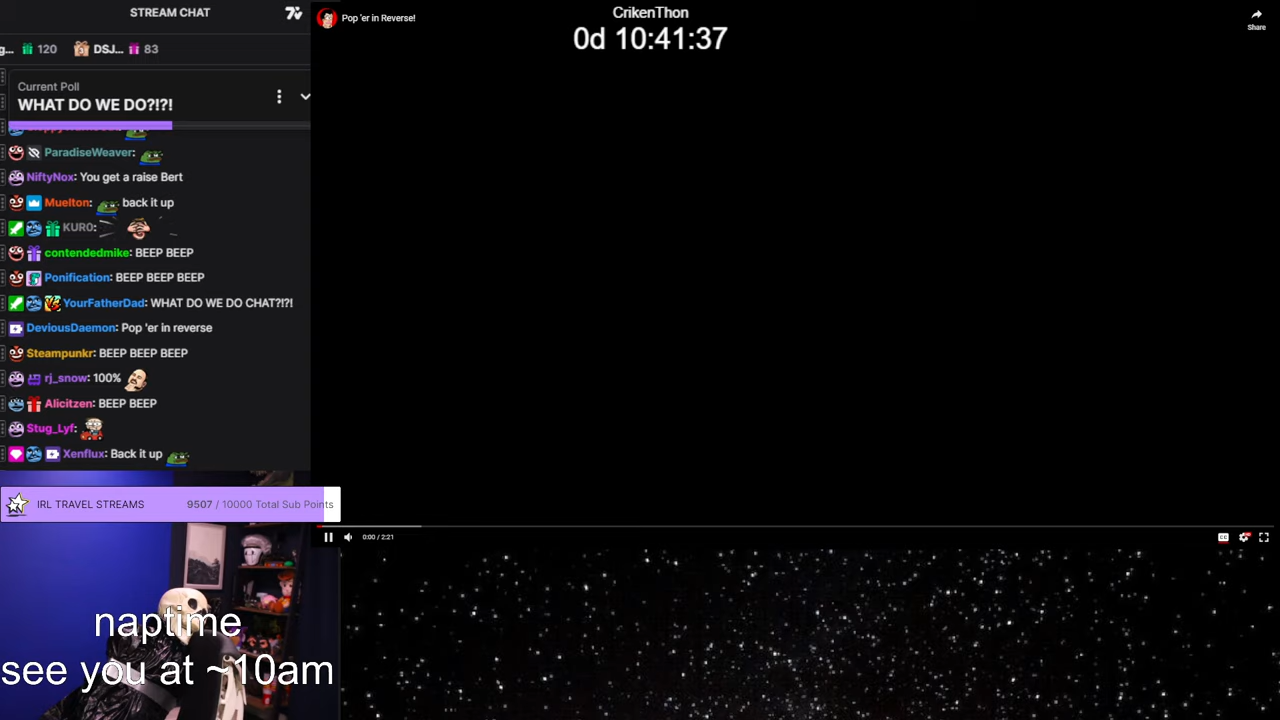 STREAM CHAT
g... 120 DSJ... 83
Current Poll
WHAT DO WE DO?!?!
ParadiseWeaver:
NiftyNox: You get a raise Bert
Muelton: back it up
KUR0:
contendedmike: BEEP BEEP
Ponification: BEEP BEEP BEEP
YourFatherDad: WHAT DO WE DO CHAT?!?!
DeviousDaemon: Pop 'er in reverse
Steampunkr: BEEP BEEP BEEP
rj_snow: 100%
Alicitzen: BEEP BEEP
Stug_Lyf:
Xenflux: Back it up
IRL TRAVEL STREAMS 9507 / 10000 Total Sub Points
naptime
see you at ~10am
Pop 'er in Reverse!
CrikenThon
0d 10:41:37
Share
0:00 / 2:21
CC